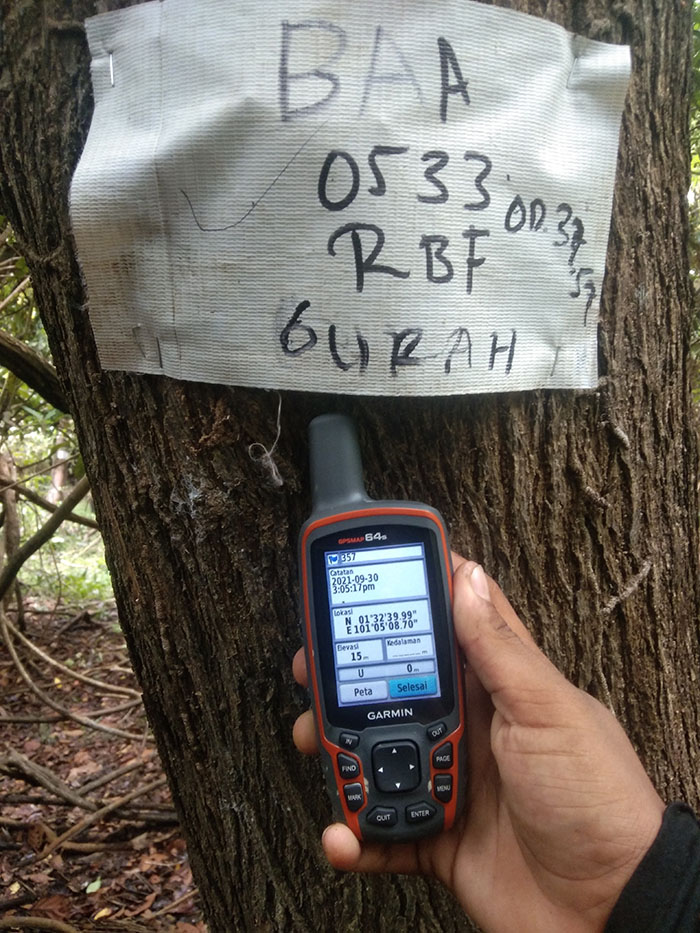 BAA
0533
OD.37
'57
RBF
GURAH
GPSMAP 64s
357
Catatan
2021-09-30
3:05:17pm
Lokasi
N 01°32'39.99"
E 101°05'08.70"
Elevasi Kedalaman
15m
U 0m
Peta Selesai
GARMIN
IN OUT
FIND PAGE
MARK MENU
QUIT ENTER